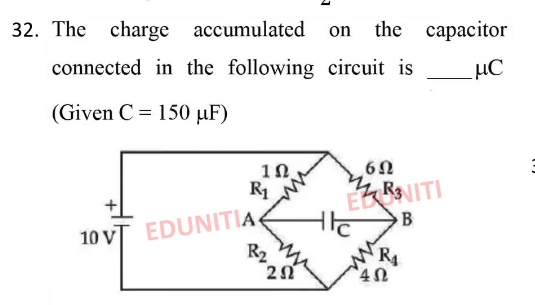 32. The charge accumulated on the capacitor
connected in the following circuit is ____ μC
(Given C = 150 μF)
1Ω
R₁
6Ω
R₃
+
10 V
A
C
B
R₂
2Ω
R₄
4Ω
EDUNITI
EDUNITI